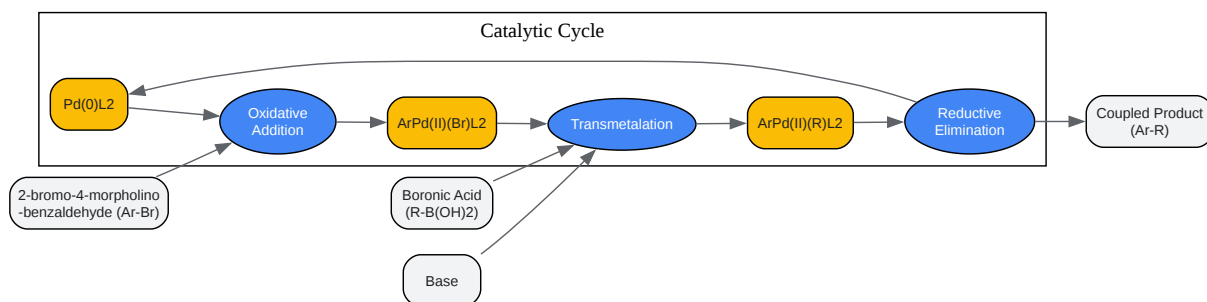 Catalytic Cycle
Pd(0)L2
Oxidative
Addition
ArPd(II)(Br)L2
Transmetalation
ArPd(II)(R)L2
Reductive
Elimination
Coupled Product
(Ar-R)
2-bromo-4-morpholino
-benzaldehyde (Ar-Br)
Boronic Acid
(R-B(OH)2)
Base